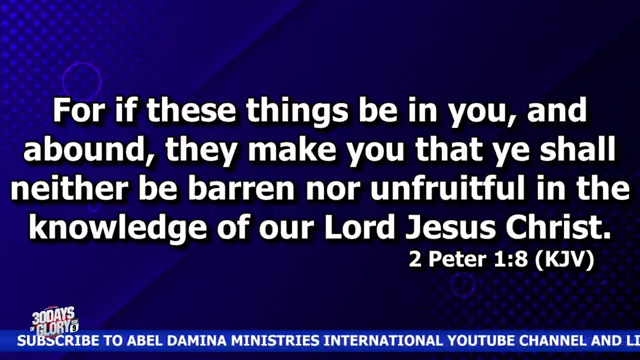 For if these things be in you, and
abound, they make you that ye shall
neither be barren nor unfruitful in the
knowledge of our Lord Jesus Christ.
2 Peter 1:8 (KJV)
30DAYS
OF GLORY
SUBSCRIBE TO ABEL DAMINA MINISTRIES INTERNATIONAL YOUTUBE CHANNEL AND LI